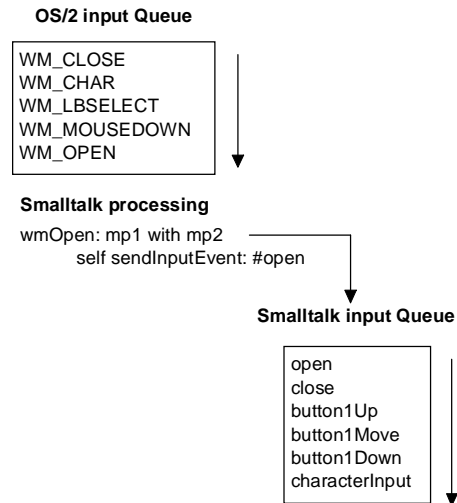 OS/2 input Queue
WM_CLOSE
WM_CHAR
WM_LBSELECT
WM_MOUSEDOWN
WM_OPEN
Smalltalk processing
wmOpen: mp1 with mp2
self sendInputEvent: #open
Smalltalk input Queue
open
close
button1Up
button1Move
button1Down
characterInput